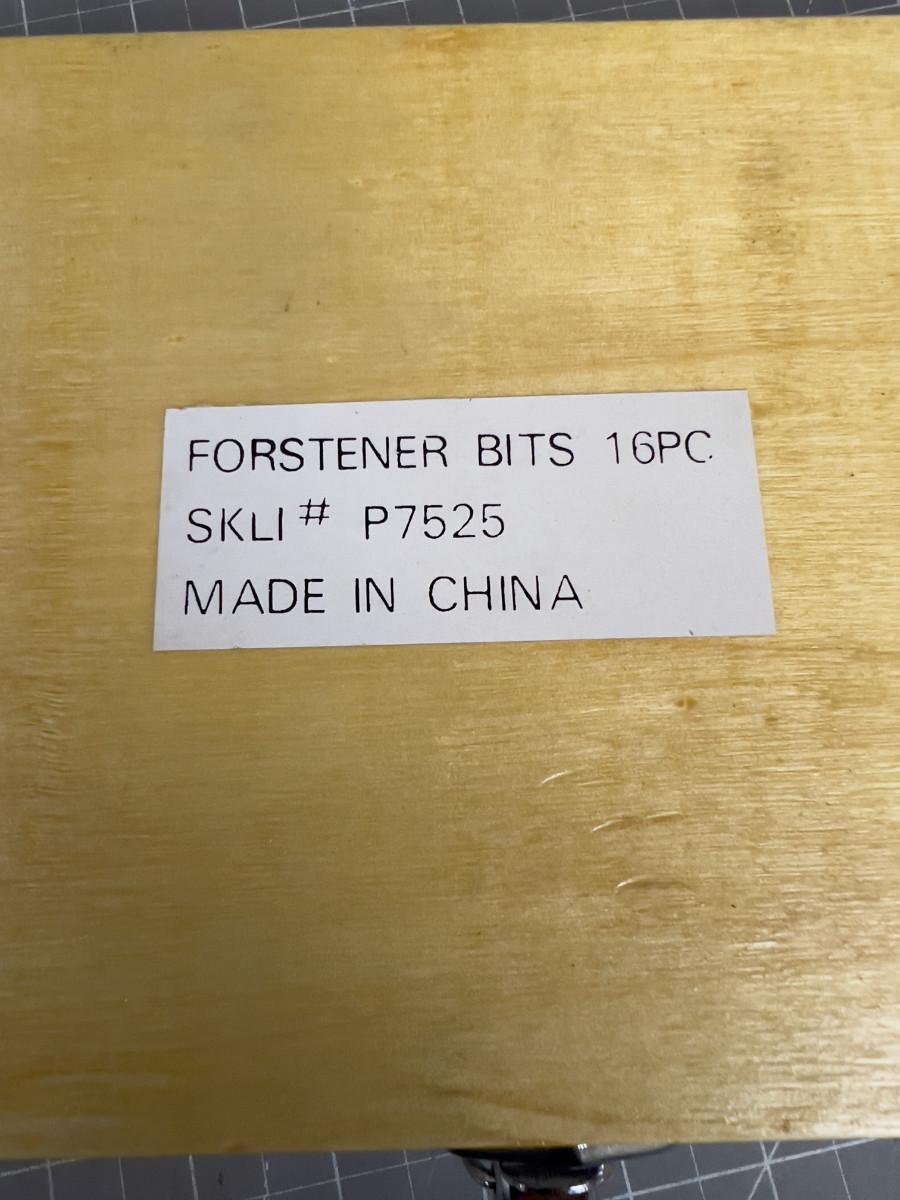 FORSTENER BITS 16PC.
SKLI# P7525
MADE IN CHINA